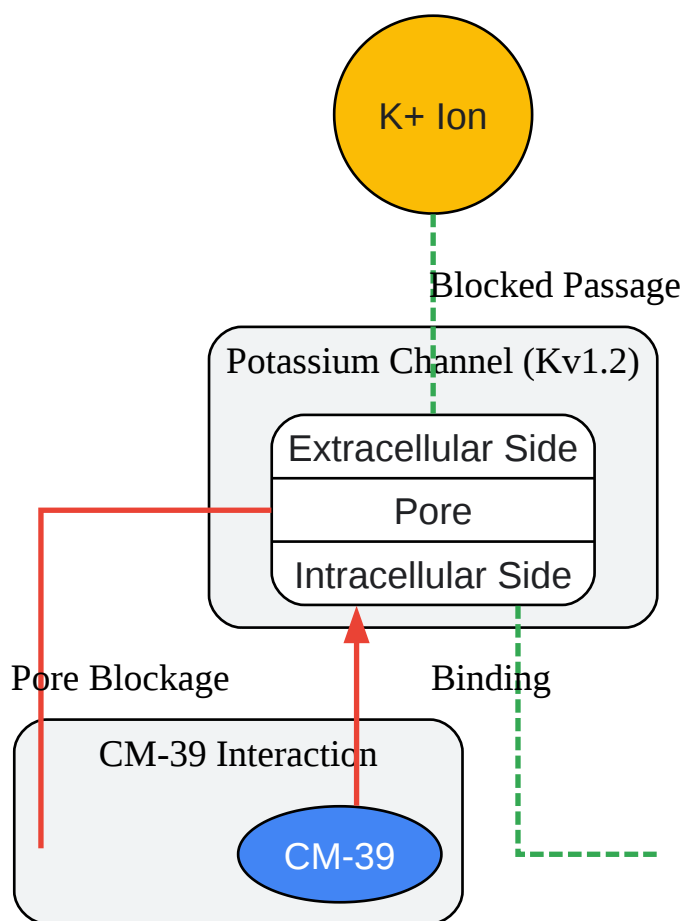 K+ Ion
Blocked Passage
Potassium Channel (Kv1.2)
Extracellular Side
Pore
Intracellular Side
Pore Blockage
Binding
CM-39 Interaction
CM-39